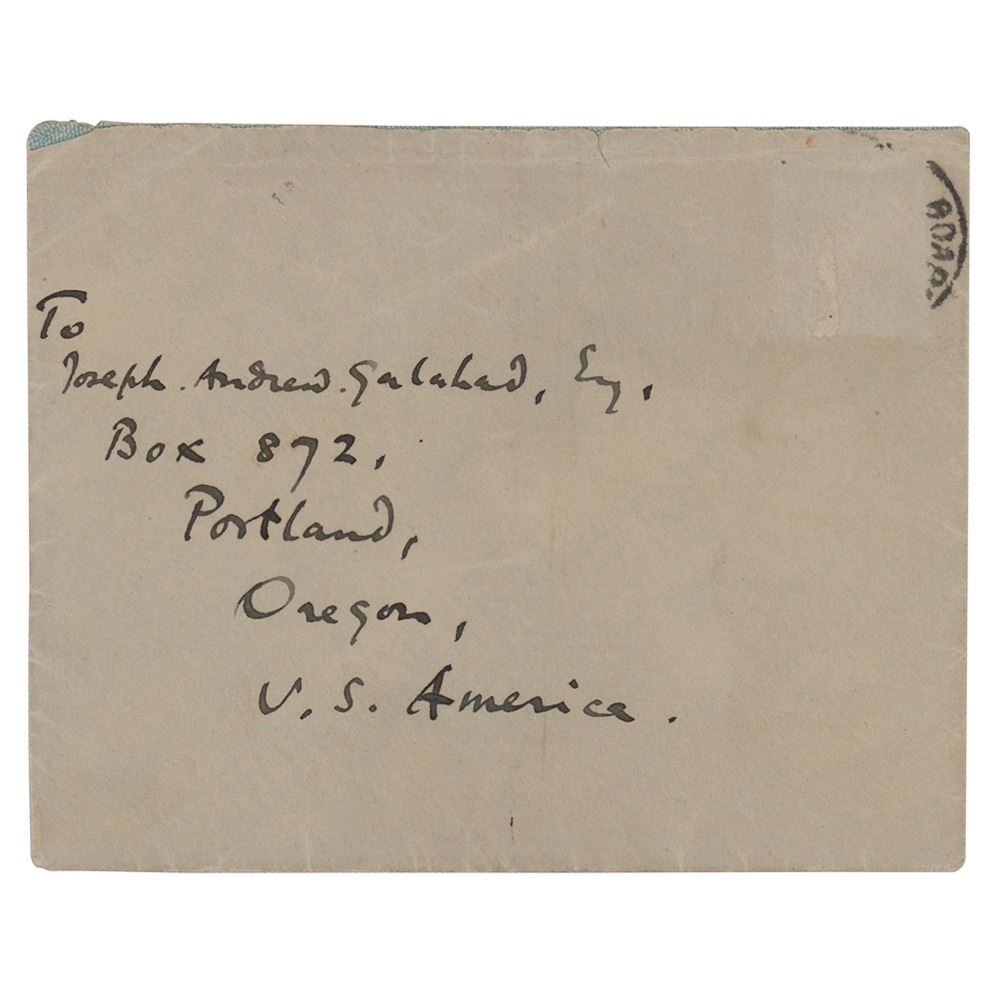 To
Joseph. Andrew. Galahad, Esq,
Box 872,
Portland,
Oregon,
U. S. America.